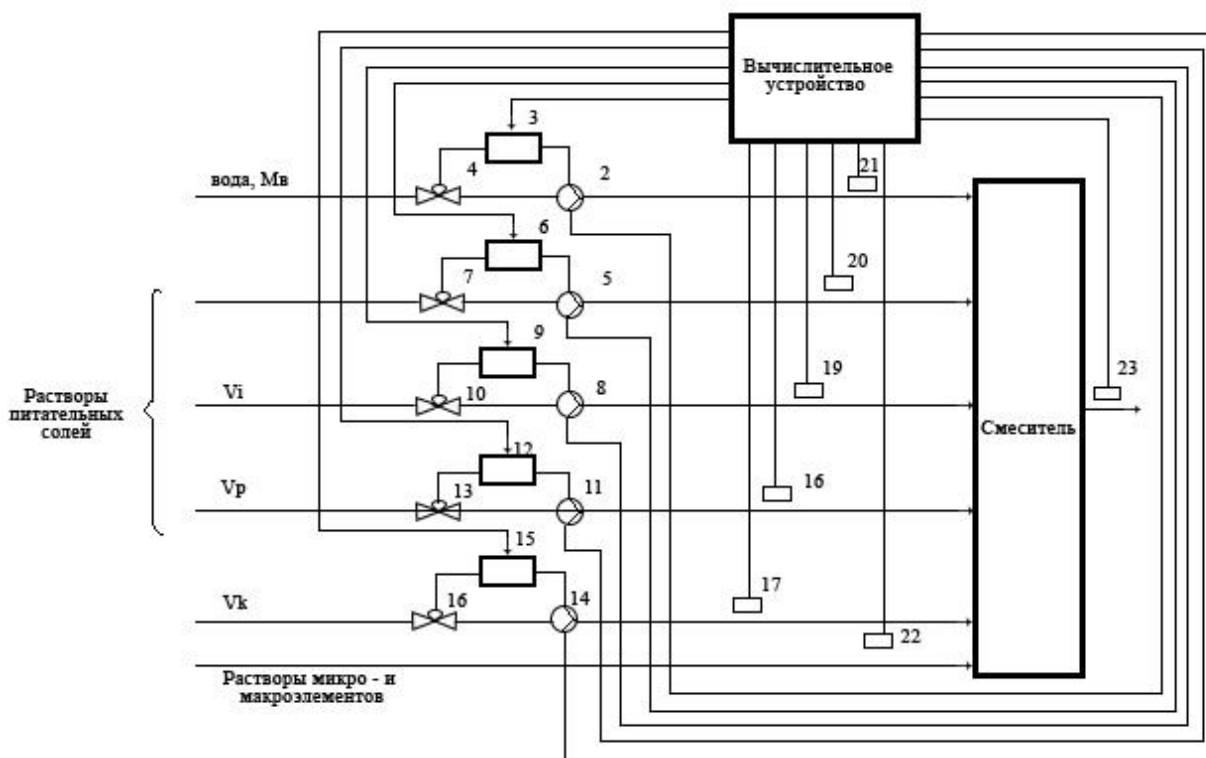 Вычислительное
устройство
3
4
2
21
вода, Мв
6
7
5
20
9
10
8
19
23
Vi
Растворы
питательных
солей
Смеситель
12
13
11
16
Vp
15
16
14
17
Vk
22
Растворы микро - и
макроэлементов